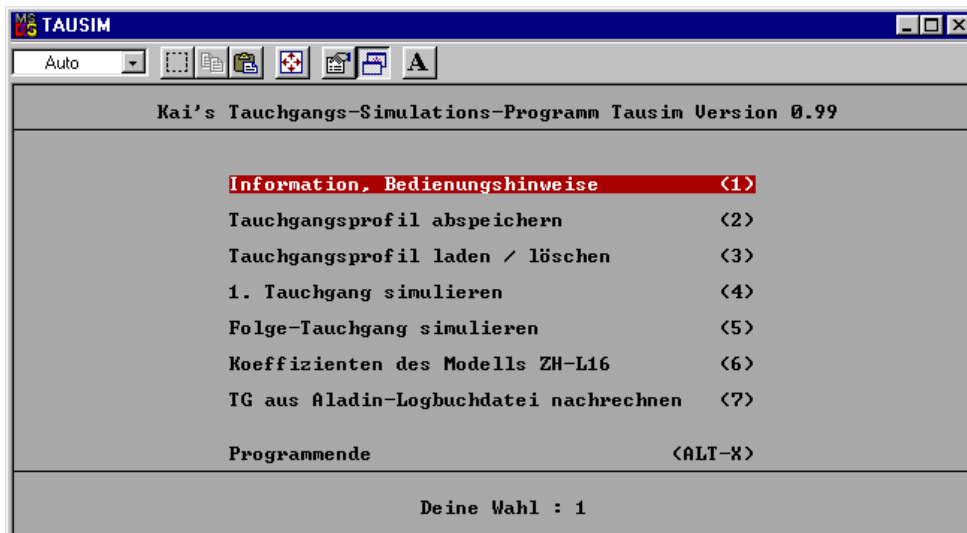 TAUSIM
Auto
A
Kai's Tauchgangs-Simulations-Programm Tausim Version 0.99
Information, Bedienungshinweise (1)
Tauchgangsprofil abspeichern (2)
Tauchgangsprofil laden / löschen (3)
1. Tauchgang simulieren (4)
Folge-Tauchgang simulieren (5)
Koeffizienten des Modells ZH-L16 (6)
TG aus Aladin-Logbuchdatei nachrechnen (7)
Programmende (ALT-X)
Deine Wahl : 1